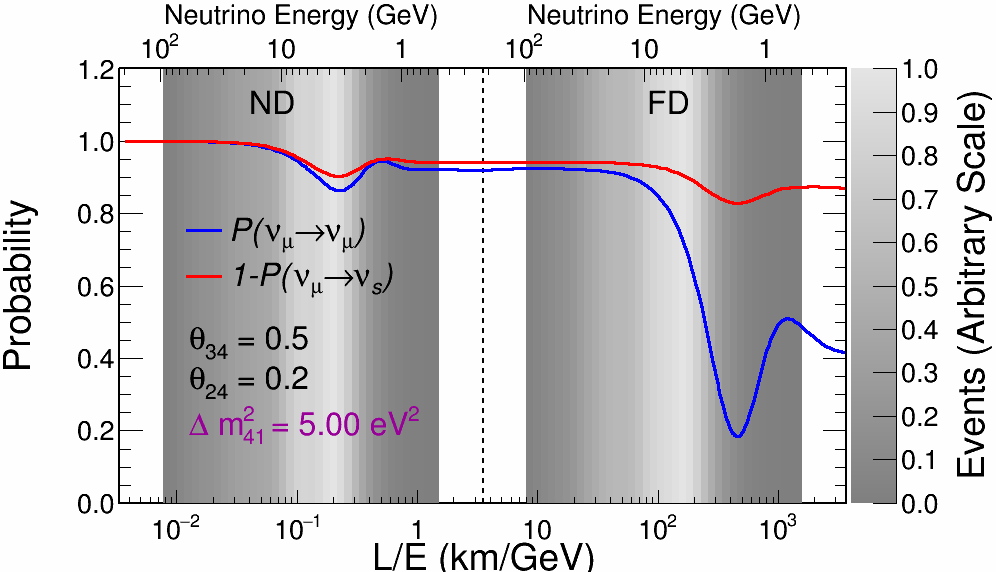 Neutrino Energy (GeV) Neutrino Energy (GeV)
10² 10 1 10² 10 1
1.2 1.0 0.8 0.6 0.4 0.2 0.0
Probability
ND FD
P(νμ→νμ)
1-P(νμ→νs)
θ34 = 0.5
θ24 = 0.2
Δ m²41 = 5.00 eV²
10⁻² 10⁻¹ 1 10 10² 10³
L/E (km/GeV)
1.0 0.9 0.8 0.7 0.6 0.5 0.4 0.3 0.2 0.1 0.0
Events (Arbitrary Scale)